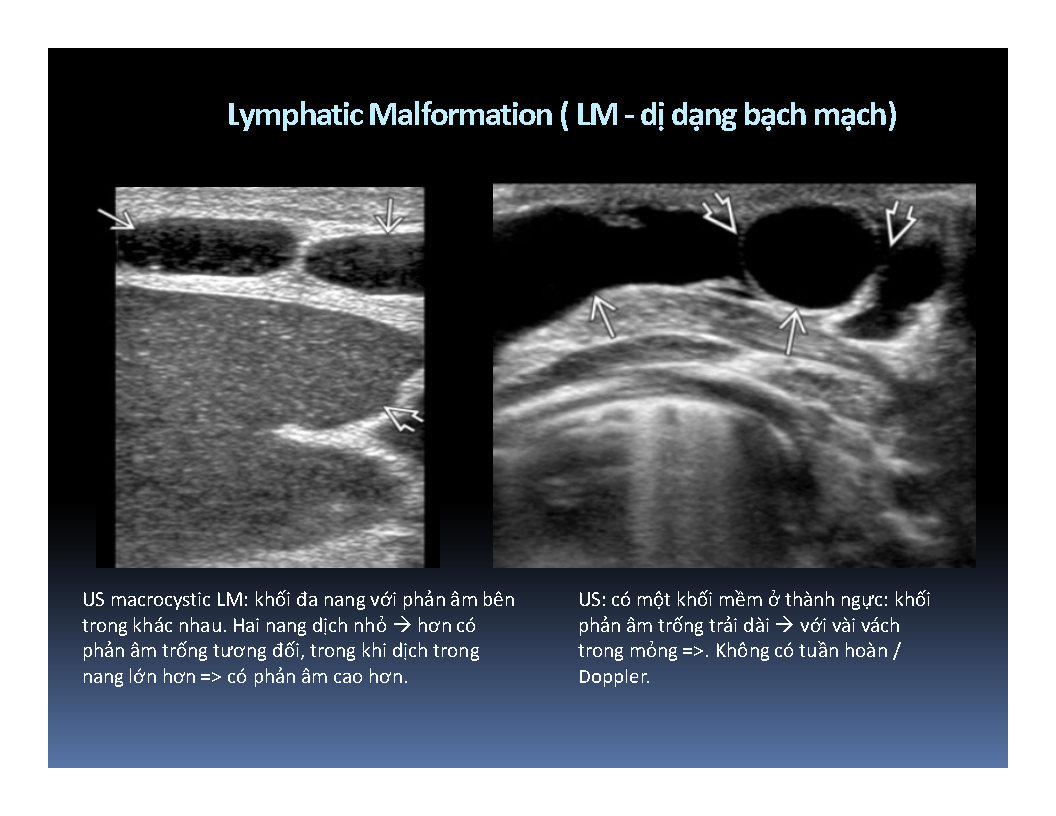 Lymphatic Malformation ( LM - dị dạng bạch mạch)
US macrocystic LM: khối đa nang với phản âm bên
trong khác nhau. Hai nang dịch nhỏ → hơn có
phản âm trống tương đối, trong khi dịch trong
nang lớn hơn => có phản âm cao hơn.
US: có một khối mềm ở thành ngực: khối
phản âm trống trải dài → với vài vách
trong mỏng =>. Không có tuần hoàn /
Doppler.